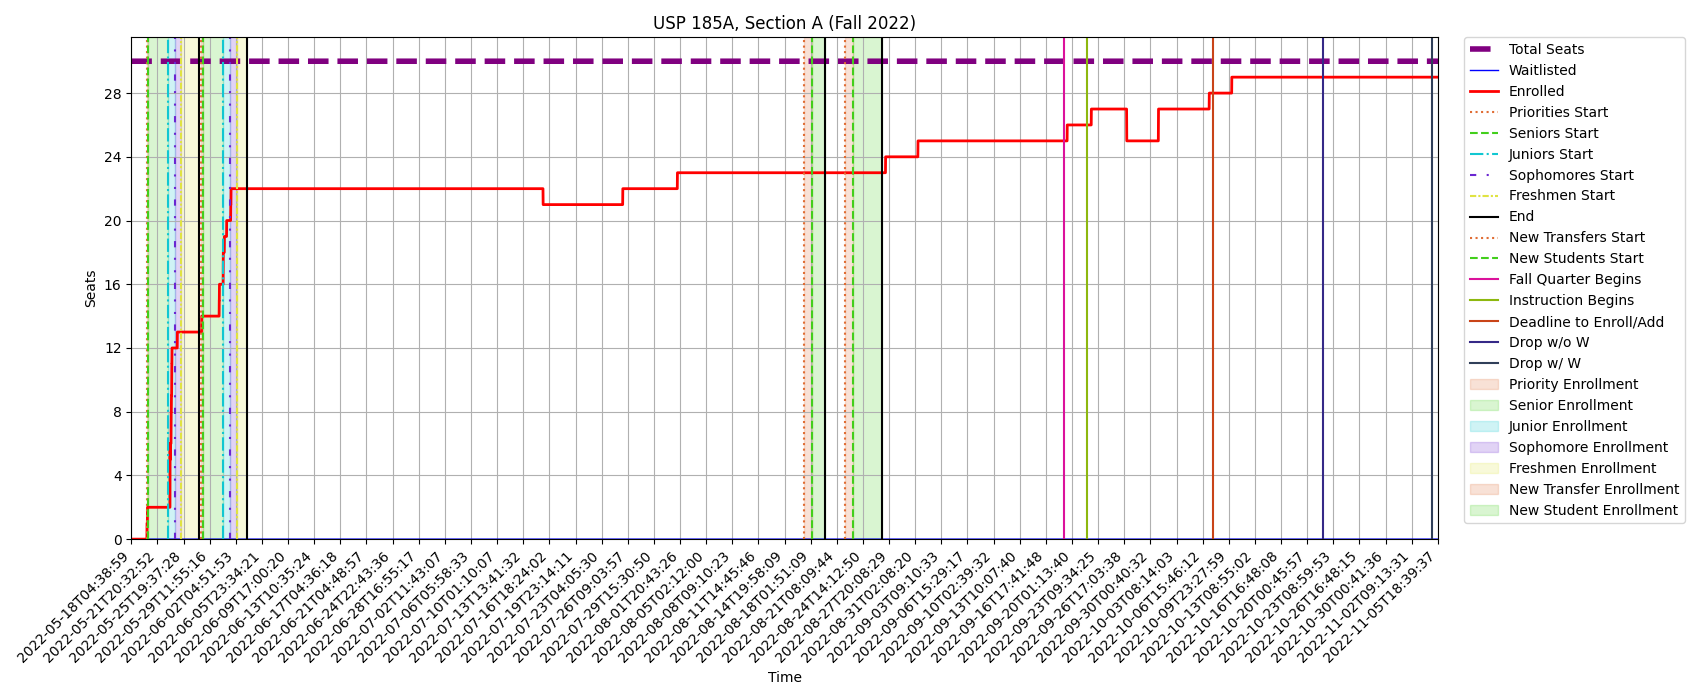 USP 185A, Section A (Fall 2022)
Seats
28
24
20
16
12
8
4
0
2022-05-18T04:38:59
2022-05-21T20:32:52
2022-05-25T19:37:28
2022-05-29T11:55:16
2022-06-02T04:51:53
2022-06-05T23:34:21
2022-06-09T17:00:20
2022-06-13T10:35:24
2022-06-17T04:36:18
2022-06-21T04:48:57
2022-06-24T22:43:36
2022-06-28T16:55:17
2022-07-02T11:43:07
2022-07-06T05:58:33
2022-07-10T01:10:07
2022-07-13T13:41:32
2022-07-16T18:24:02
2022-07-19T23:14:11
2022-07-23T04:05:30
2022-07-26T09:03:57
2022-07-29T15:30:50
2022-08-01T20:43:26
2022-08-05T02:12:00
2022-08-08T09:10:23
2022-08-11T14:45:46
2022-08-14T19:58:09
2022-08-18T01:51:09
2022-08-21T08:09:44
2022-08-24T14:12:50
2022-08-27T20:08:29
2022-08-31T02:08:20
2022-09-03T09:10:33
2022-09-06T15:29:17
2022-09-10T02:39:32
2022-09-13T10:07:40
2022-09-16T17:41:48
2022-09-20T01:13:40
2022-09-23T09:34:25
2022-09-26T17:03:38
2022-09-30T00:40:32
2022-10-03T08:14:03
2022-10-06T15:46:12
2022-10-09T23:27:59
2022-10-13T08:55:02
2022-10-16T16:48:08
2022-10-20T00:45:57
2022-10-23T08:59:53
2022-10-26T16:48:15
2022-10-30T00:41:36
2022-11-02T09:13:31
2022-11-05T18:39:37
Time
Total Seats
Waitlisted
Enrolled
Priorities Start
Seniors Start
Juniors Start
Sophomores Start
Freshmen Start
End
New Transfers Start
New Students Start
Fall Quarter Begins
Instruction Begins
Deadline to Enroll/Add
Drop w/o W
Drop w/ W
Priority Enrollment
Senior Enrollment
Junior Enrollment
Sophomore Enrollment
Freshmen Enrollment
New Transfer Enrollment
New Student Enrollment